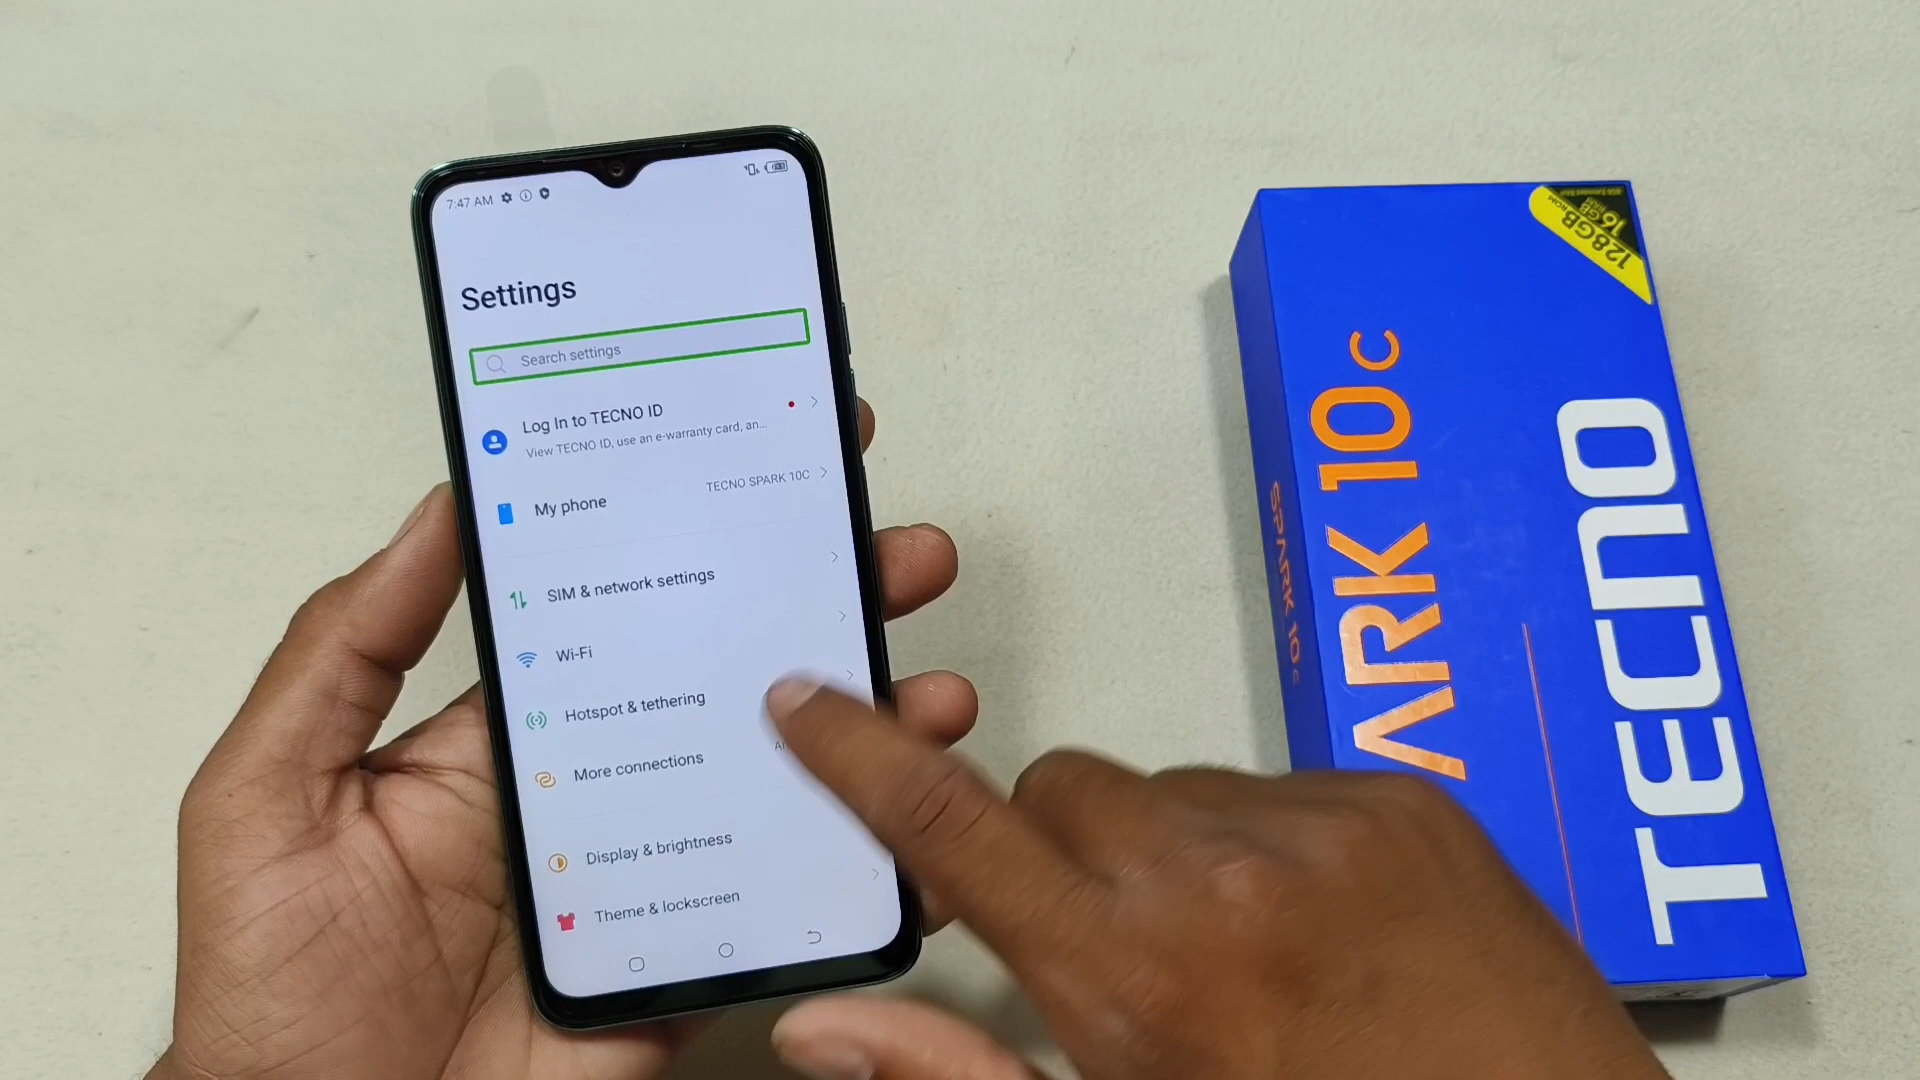 7:47 AM
Settings
Search settings
Log In to TECNO ID
View TECNO ID, use an e-warranty card, an...
My phone
TECNO SPARK 10C
SIM & network settings
Wi-Fi
Hotspot & tethering
More connections
Display & brightness
Theme & lockscreen
128GB ROM
16GB RAM
ARK 10c
TECNO
SPARK 10c